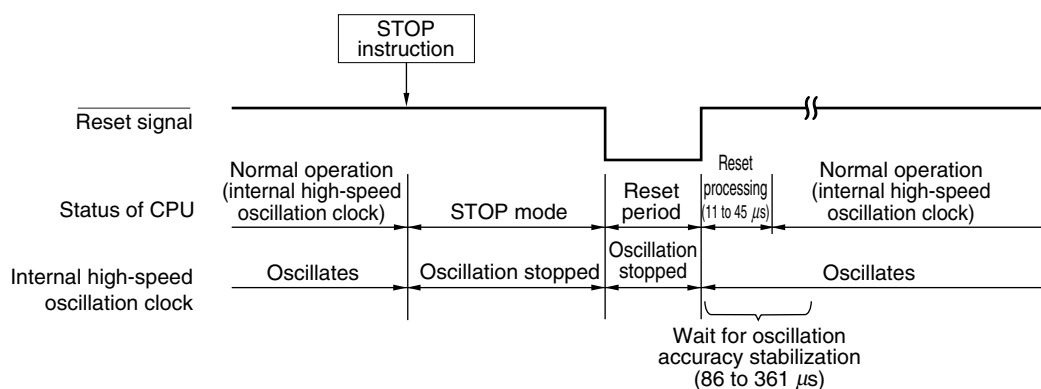 STOP
instruction
Reset signal
Status of CPU
Normal operation
(internal high-speed
oscillation clock)
STOP mode
Reset
period
Reset
processing
(11 to 45 μs)
Normal operation
(internal high-speed
oscillation clock)
Internal high-speed
oscillation clock
Oscillates
Oscillation stopped
Oscillation
stopped
Oscillates
Wait for oscillation
accuracy stabilization
(86 to 361 μs)